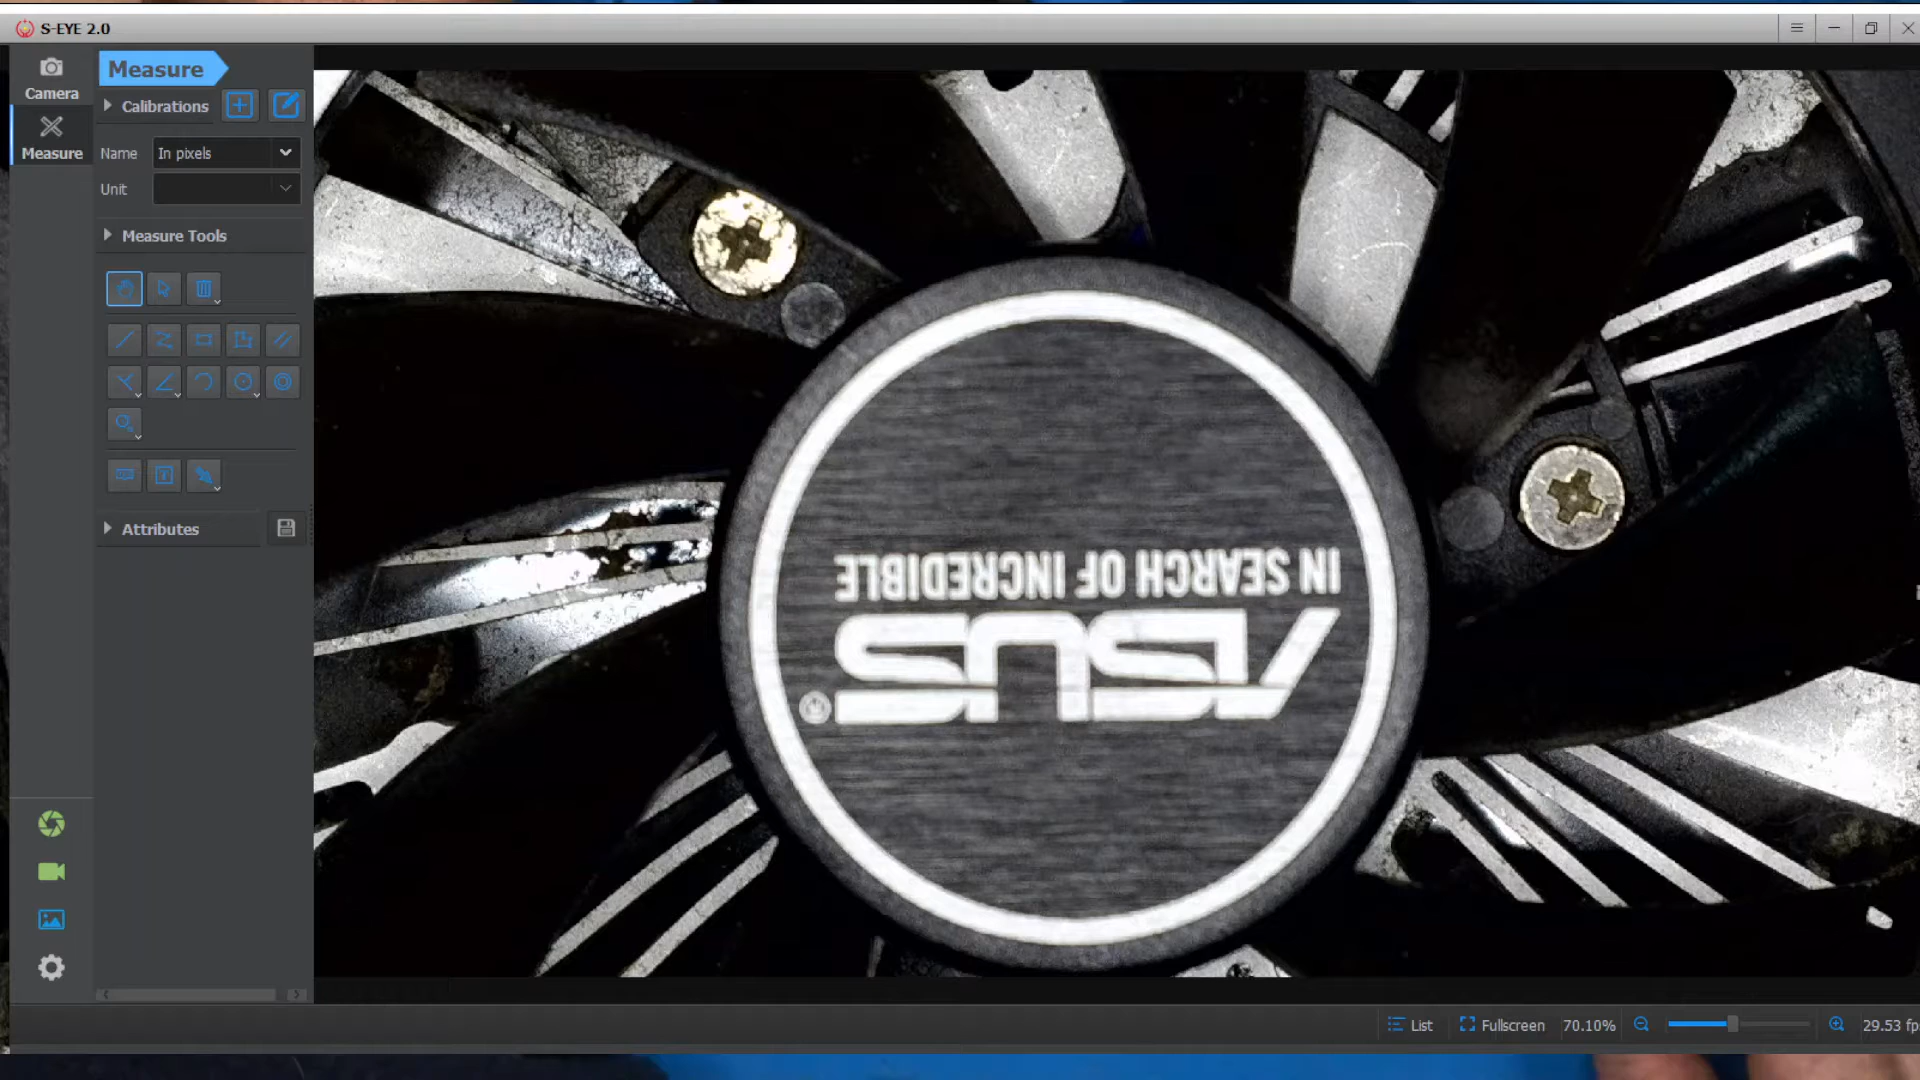 S-EYE 2.0
Camera
Measure
Measure
Calibrations
Name
In pixels
Unit
Measure Tools
Attributes
IN SEARCH OF INCREDIBLE
ASUS®
List
Fullscreen
70.10%
29.53 fp